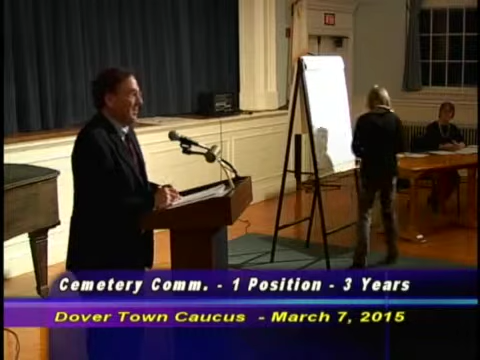 Cemetery Comm. - 1 Position - 3 Years
Dover Town Caucus - March 7, 2015